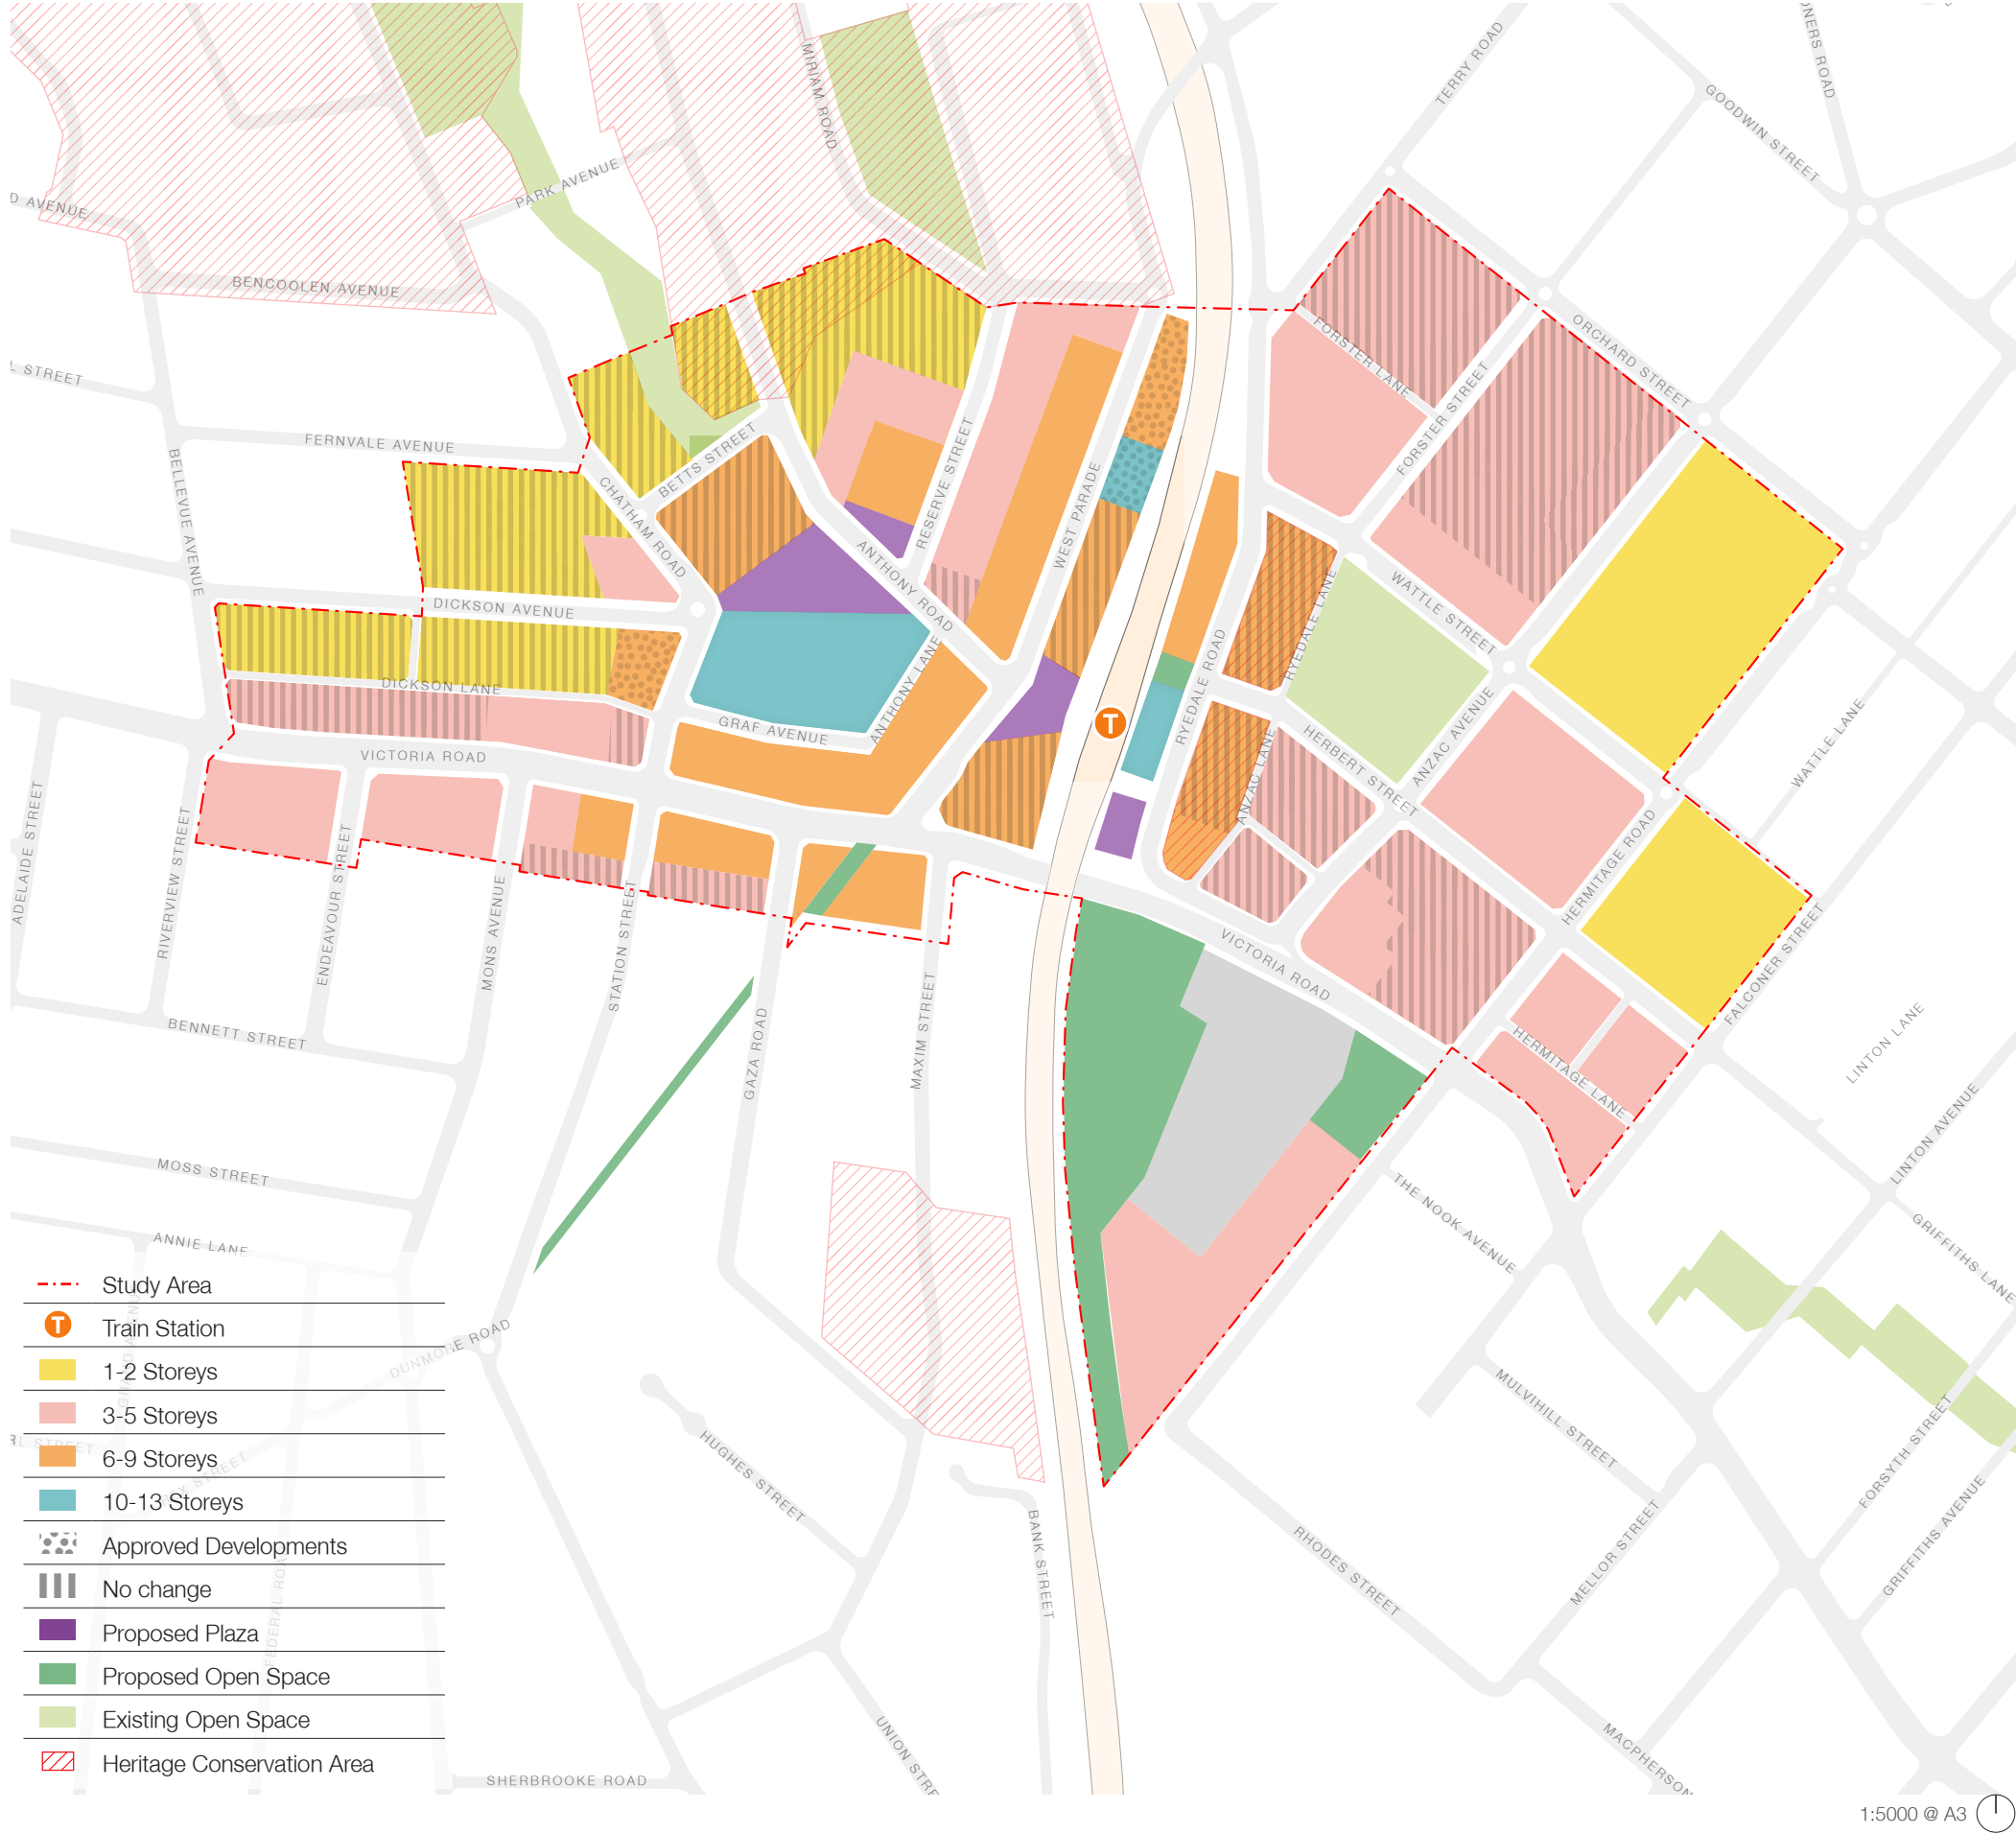 MIRIAM ROAD
TERRY ROAD
GOODWIN STREET
ONERS ROAD
D AVENUE
PARK AVENUE
BENCOOLEN AVENUE
ORCHARD STREET
FORSTER LANE
FORSTER STREET
L STREET
FERNVALE AVENUE
BELLEVUE AVENUE
BETTS STREET
CHATHAM ROAD
RESERVE STREET
ANTHONY ROAD
WEST PARADE
WATTLE STREET
RYEDALE LANE
RYEDALE ROAD
DICKSON AVENUE
DICKSON LANE
ANTHONY LANE
GRAF AVENUE
T
VICTORIA ROAD
ANZAC AVENUE
ANZAC LANE
HERBERT STREET
WATTLE LANE
HERMITAGE ROAD
ADELAIDE STREET
RIVERVIEW STREET
ENDEAVOUR STREET
MONS AVENUE
STATION STREET
GAZA ROAD
MAXIM STREET
VICTORIA ROAD
FALCONER STREET
HERMITAGE LANE
LINTON LANE
LINTON AVENUE
BENNETT STREET
MOSS STREET
ANNIE LANE
THE NOOK AVENUE
GRIFFITHS LANE
DUNMORE ROAD
MULVIHILL STREET
FORSYTH STREET
GRIFFITHS AVENUE
HUGHES STREET
BANK STREET
RHODES STREET
MELLOR STREET
UNION STRE
MACPHERSON
SHERBROOKE ROAD
Study Area
T
Train Station
1-2 Storeys
3-5 Storeys
6-9 Storeys
10-13 Storeys
Approved Developments
No change
Proposed Plaza
Proposed Open Space
Existing Open Space
Heritage Conservation Area
1:5000 @ A3